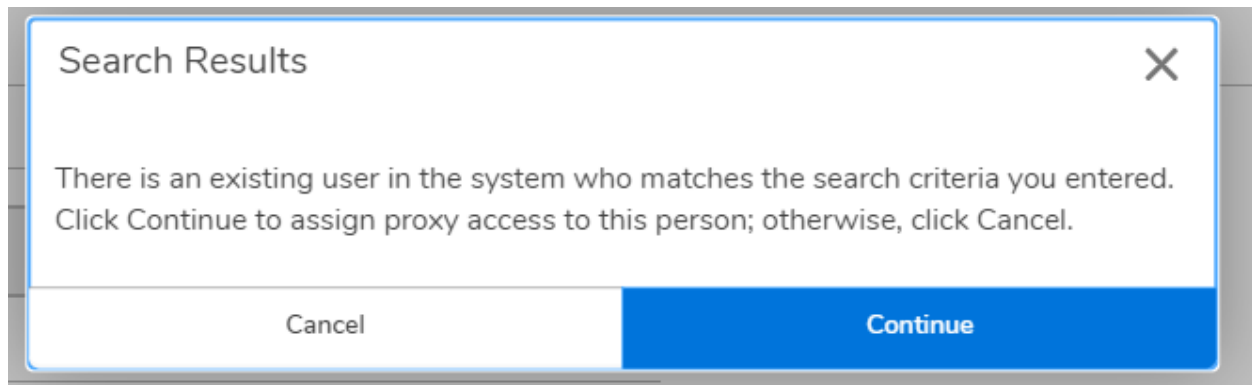 Search Results
There is an existing user in the system who matches the search criteria you entered.
Click Continue to assign proxy access to this person; otherwise, click Cancel.
Cancel
Continue